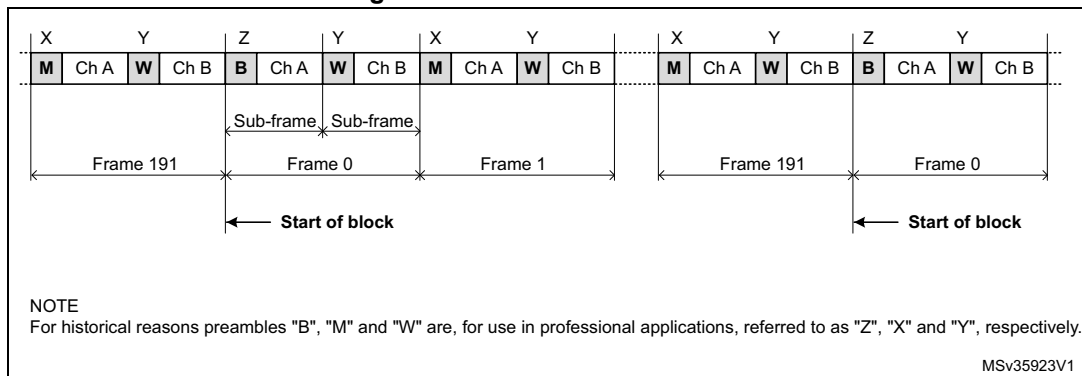 X Y Z Y X Y X Y Z Y
M Ch A W Ch B B Ch A W Ch B M Ch A W Ch B M Ch A W Ch B B Ch A W Ch B
Sub-frame Sub-frame
Frame 191 Frame 0 Frame 1 Frame 191 Frame 0
Start of block Start of block
NOTE
For historical reasons preambles "B", "M" and "W" are, for use in professional applications, referred to as "Z", "X" and "Y", respectively.
MSv35923V1